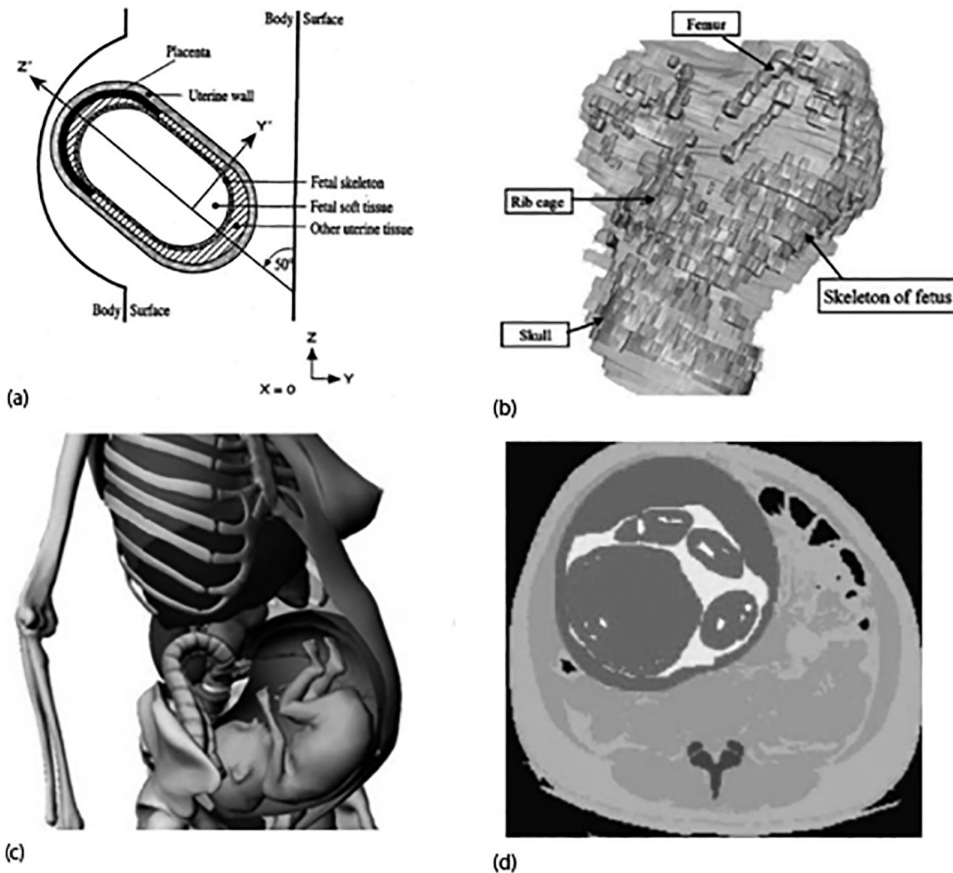 Body Surface
Placenta
Z'
Uterine wall
Y'
Fetal skeleton
Fetal soft tissue
Other uterine tissue
50°
Body Surface
Z
Y
X = 0
(a)
Femur
Rib cage
Skeleton of fetus
Skull
(b)
(c)
(d)